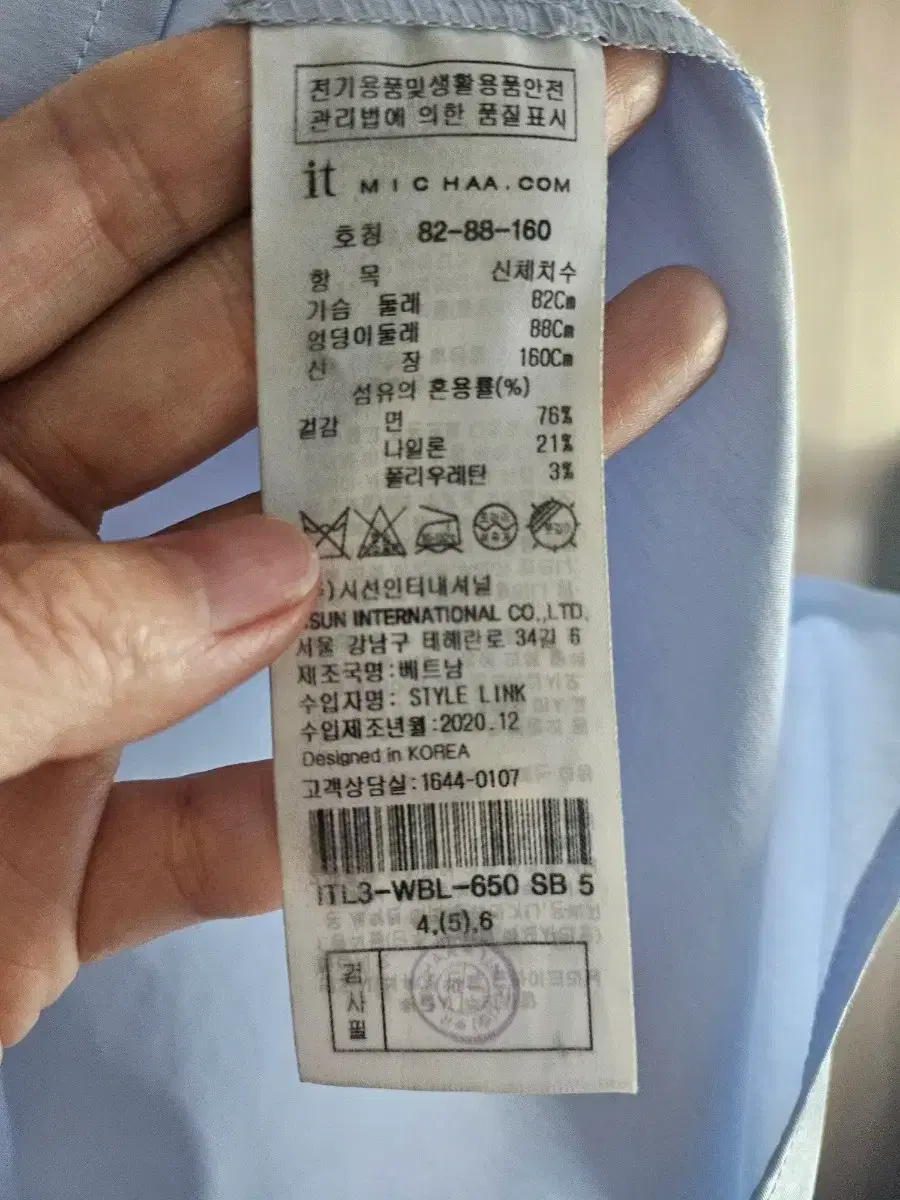 전기용품및생활용품안전
관리법에 의한 품질표시
it MICHAA.COM
호칭 82-88-160
항 목 신체치수
가슴 둘레 82Cm
엉덩이둘레 88Cm
신 장 160Cm
섬유의 혼용률(%)
겉감 면 76%
나일론 21%
폴리우레탄 3%
)시선인터내셔널
SUN INTERNATIONAL CO.,LTD.
서울 강남구 테헤란로 34길 6
제조국명:베트남
수입자명: STYLE LINK
수입제조년월:2020.12
Designed in KOREA
고객상담실:1644-0107
ITL3-WBL-650 SB 5
4,(5),6
검사필